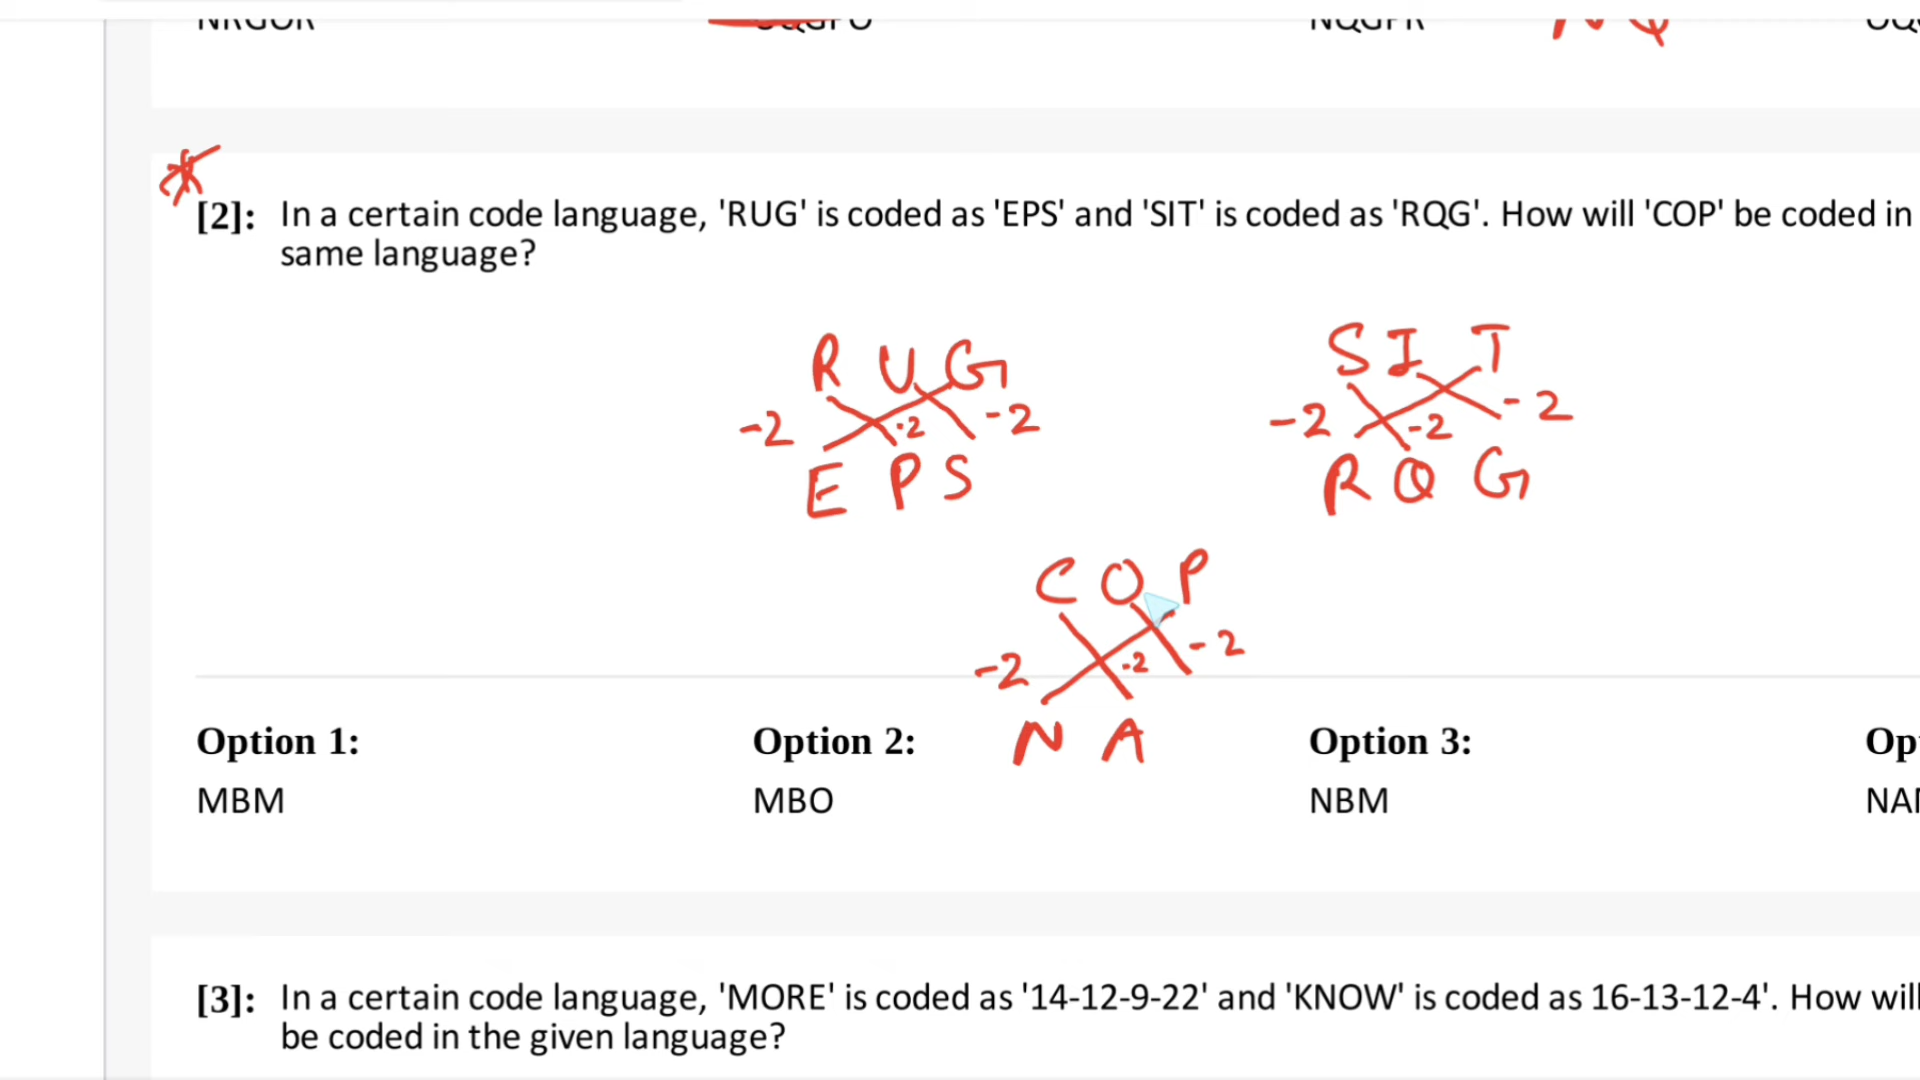 [2]: In a certain code language, 'RUG' is coded as 'EPS' and 'SIT' is coded as 'RQG'. How will 'COP' be coded in
same language?
R U G
-2 -2 -2
E P S
S I T
-2 -2 -2
R Q G
C O P
-2 -2 -2
N A
Option 1: Option 2: Option 3:
MBM MBO NBM
[3]: In a certain code language, 'MORE' is coded as '14-12-9-22' and 'KNOW' is coded as 16-13-12-4'. How will
be coded in the given language?